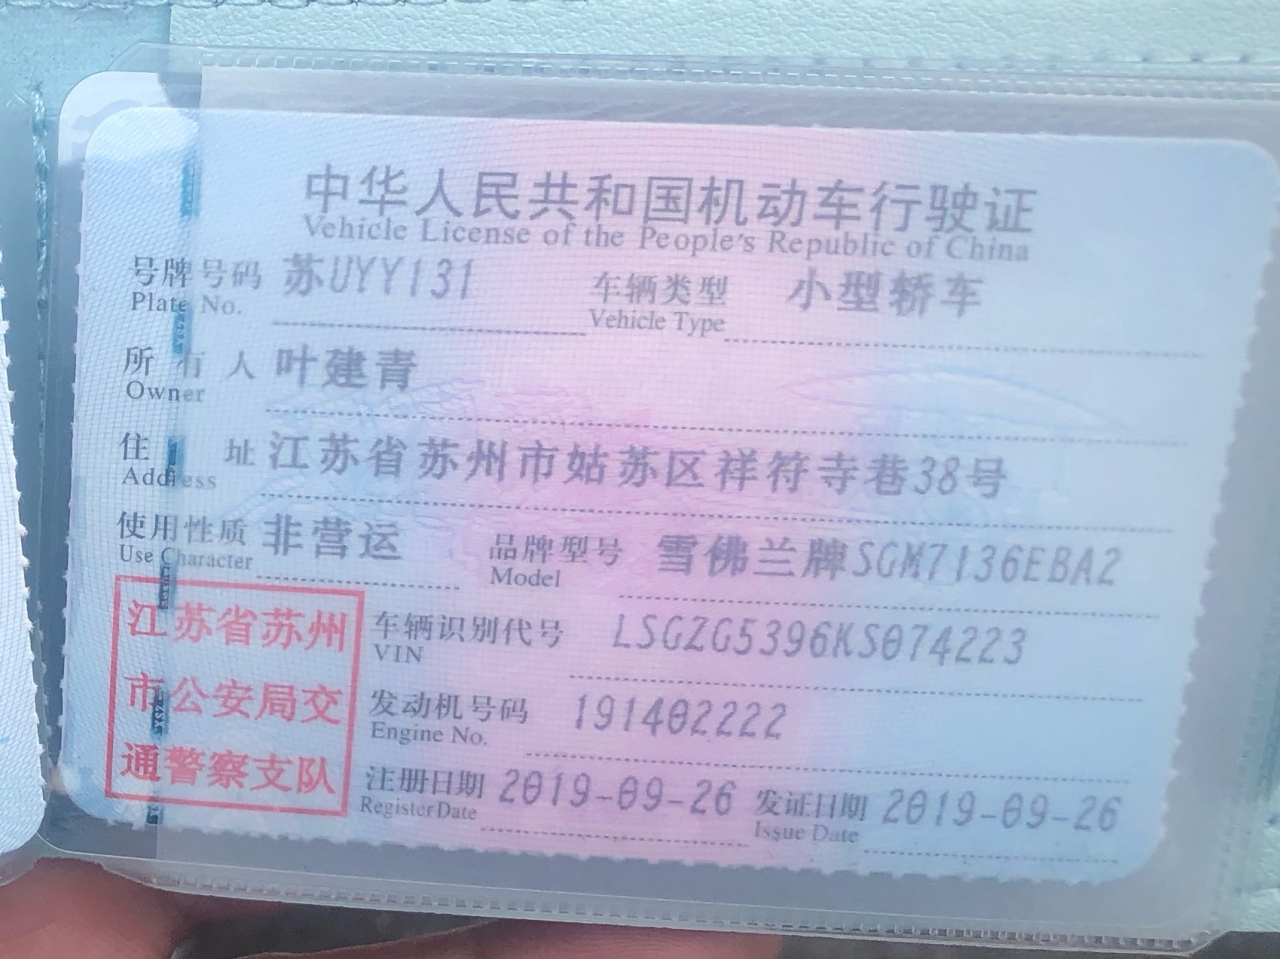 中华人民共和国机动车行驶证
Vehicle License of the People's Republic of China
号牌号码 苏UYY131 车辆类型 小型轿车
Plate No. Vehicle Type
所有人 叶建青
Owner
住址 江苏省苏州市姑苏区祥符寺巷38号
Address
使用性质 非营运 品牌型号 雪佛兰牌SGM7136EBA2
Use Character Model
江苏省苏州
市公安局交
通警察支队
车辆识别代号 LSGZG5396KS074223
VIN
发动机号码 191402222
Engine No.
注册日期 2019-09-26 发证日期 2019-09-26
Register Date Issue Date